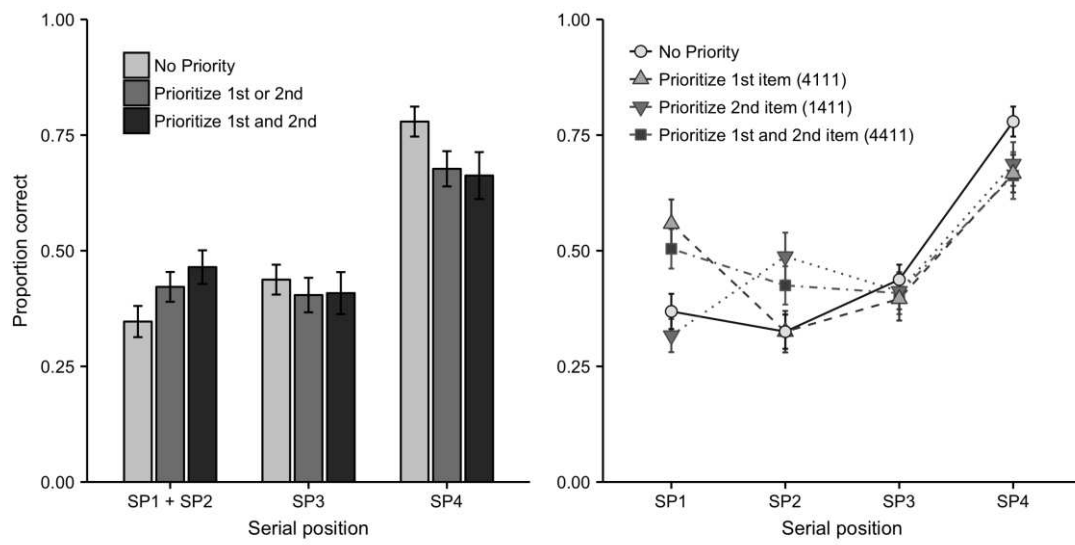 1.00
0.75
0.50
0.25
0.00
Proportion correct
No Priority
Prioritize 1st or 2nd
Prioritize 1st and 2nd
SP1 + SP2
SP3
SP4
Serial position
1.00
0.75
0.50
0.25
0.00
No Priority
Prioritize 1st item (4111)
Prioritize 2nd item (1411)
Prioritize 1st and 2nd item (4411)
SP1
SP2
SP3
SP4
Serial position